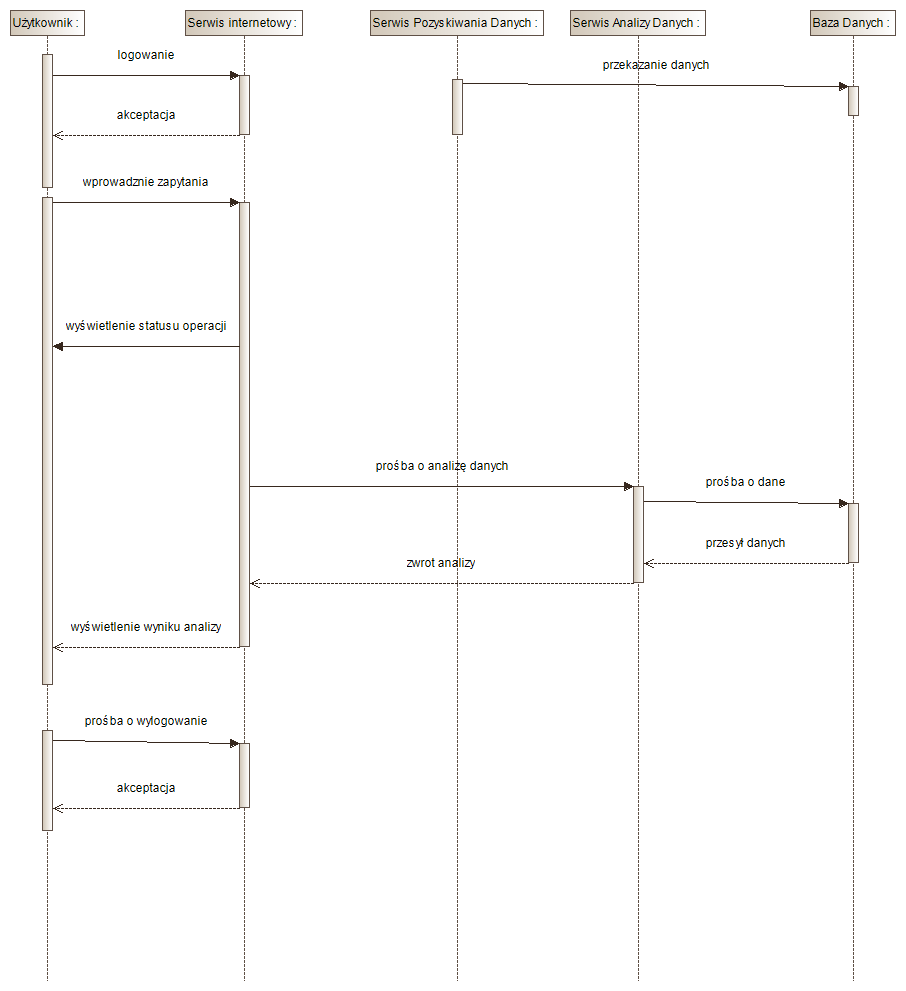 Użytkownik :
Serwis internetowy :
Serwis Pozyskiwania Danych :
Serwis Analizy Danych :
Baza Danych :
logowanie
przekazanie danych
akceptacja
wprowadznie zapytania
wyświetlenie statusu operacji
prośba o analizę danych
prośba o dane
przesył danych
zwrot analizy
wyświetlenie wyniku analizy
prośba o wylogowanie
akceptacja